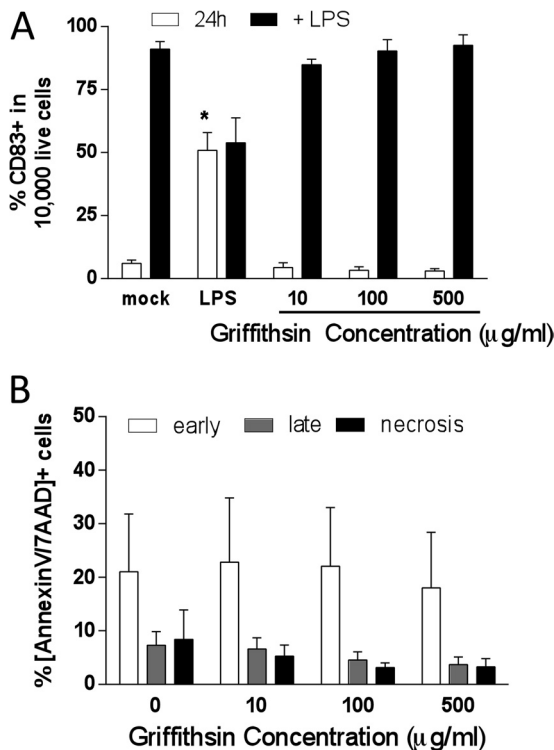 A
24h + LPS
% CD83+ in
10,000 live cells
100
75
50
25
0
*
mock LPS 10 100 500
Griffithsin Concentration (μg/ml)
B
% [AnnexinV/7AAD]+ cells
50
40
30
20
10
0
early late necrosis
0 10 100 500
Griffithsin Concentration (μg/ml)